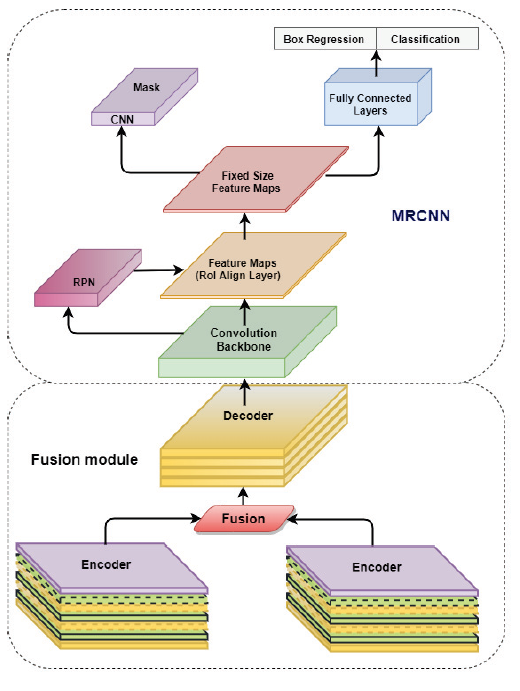 Box Regression
Classification
Mask
CNN
Fully Connected
Layers
Fixed Size
Feature Maps
MRCNN
RPN
Feature Maps
(RoI Align Layer)
Convolution
Backbone
Decoder
Fusion module
Fusion
Encoder
Encoder